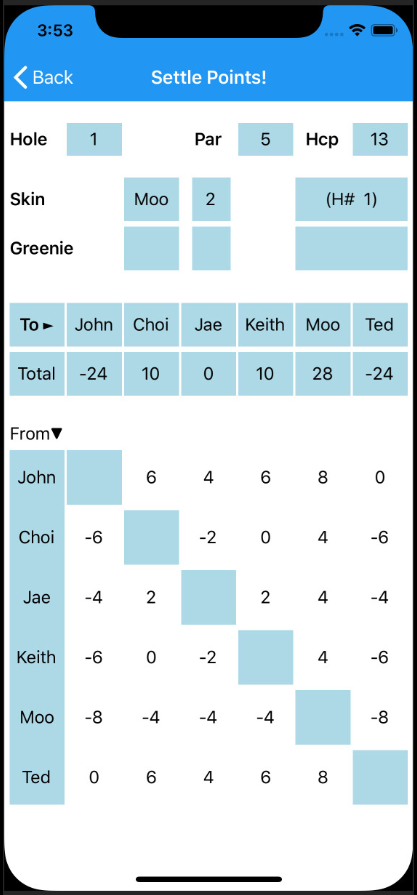 3:53
Back Settle Points!
Hole 1 Par 5 Hcp 13
Skin Moo 2 (H# 1)
Greenie
To ► John Choi Jae Keith Moo Ted
Total -24 10 0 10 28 -24
From▼
John 6 4 6 8 0
Choi -6 -2 0 4 -6
Jae -4 2 2 4 -4
Keith -6 0 -2 4 -6
Moo -8 -4 -4 -4 -8
Ted 0 6 4 6 8